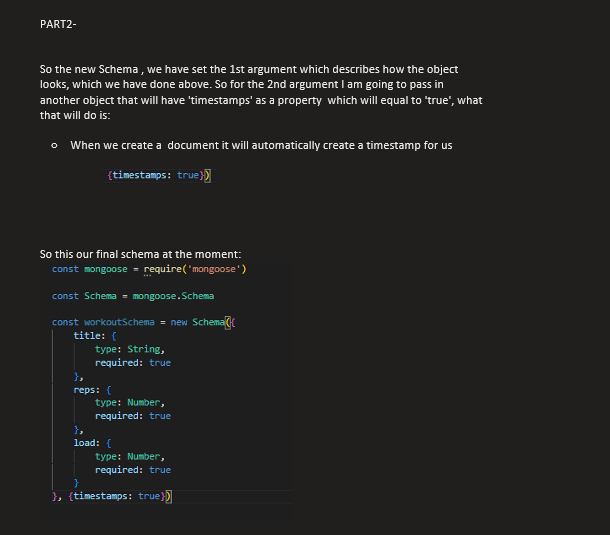 PART2-
So the new Schema , we have set the 1st argument which describes how the object
looks, which we have done above. So for the 2nd argument I am going to pass in
another object that will have 'timestamps' as a property  which will equal to 'true', what
that will do is:
o When we create a  document it will automatically create a timestamp for us
{timestamps: true})
So this our final schema at the moment:
const mongoose = require('mongoose')
const Schema = mongoose.Schema
const workoutSchema = new Schema({
title: {
type: String,
required: true
},
reps: {
type: Number,
required: true
},
load: {
type: Number,
required: true
}
}, {timestamps: true})